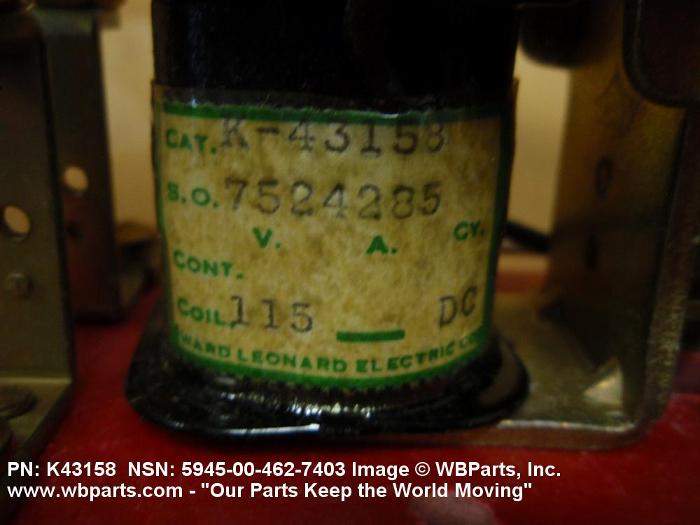 CAT. K-43158
S.O. 7524285
V. A. CY.
CONT.
COIL 115 DC
WARD LEONARD ELECTRIC CO.
PN: K43158 NSN: 5945-00-462-7403 Image © WBParts, Inc.
www.wbparts.com - "Our Parts Keep the World Moving"